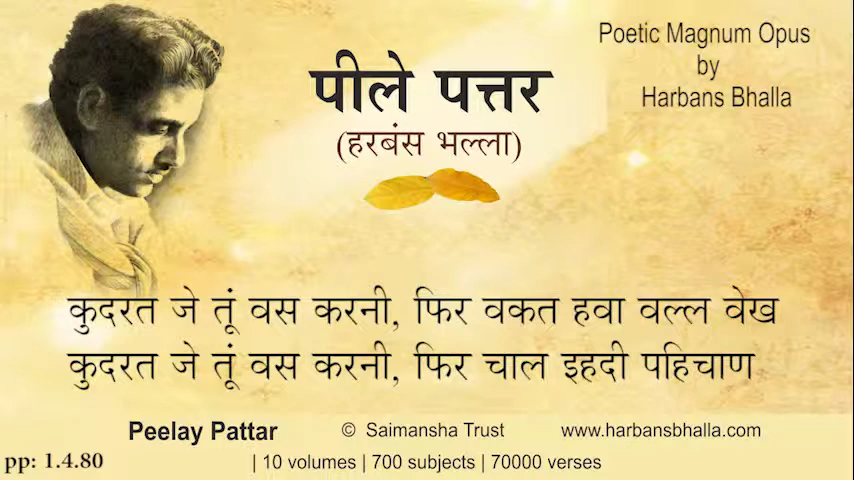 पीले पत्तर
(हरबंस भल्ला)
Poetic Magnum Opus
by
Harbans Bhalla
कुदरत जे तूं वस करनी, फिर वकत हवा वल्ल वेख
कुदरत जे तूं वस करनी, फिर चाल इहदी पहिचाण
Peelay Pattar © Saimansha Trust www.harbansbhalla.com
pp: 1.4.80 | 10 volumes | 700 subjects | 70000 verses